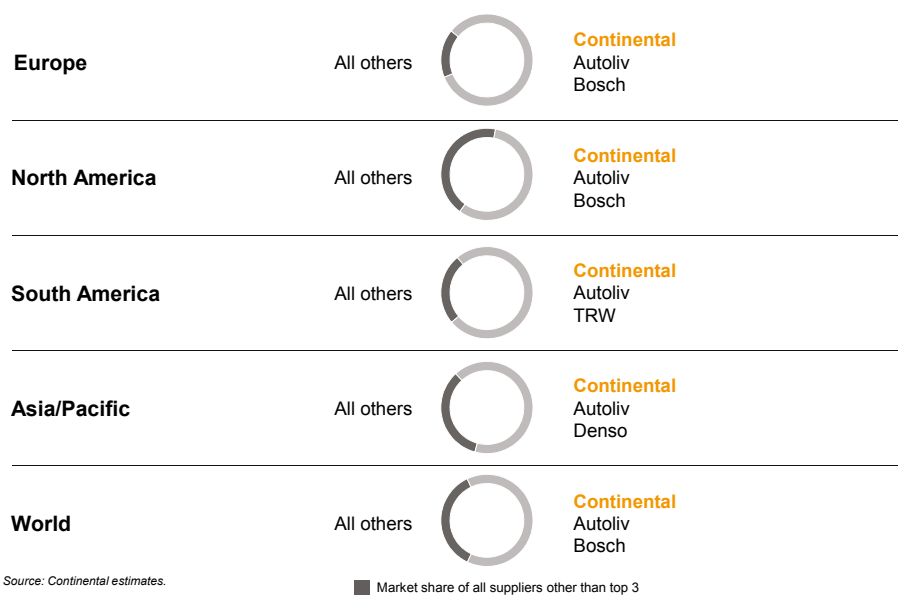 Europe
All others
Continental
Autoliv
Bosch
North America
All others
Continental
Autoliv
Bosch
South America
All others
Continental
Autoliv
TRW
Asia/Pacific
All others
Continental
Autoliv
Denso
World
All others
Continental
Autoliv
Bosch
Source: Continental estimates.
Market share of all suppliers other than top 3